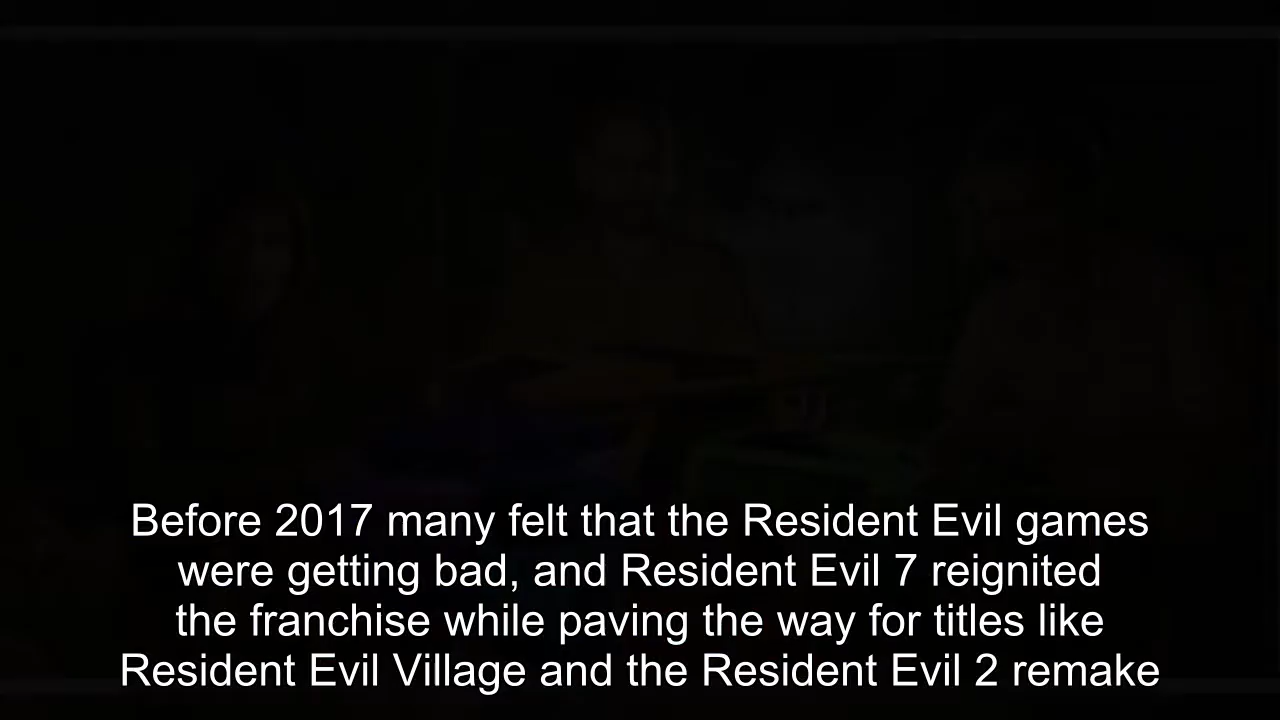 Before 2017 many felt that the Resident Evil games
were getting bad, and Resident Evil 7 reignited
the franchise while paving the way for titles like
Resident Evil Village and the Resident Evil 2 remake